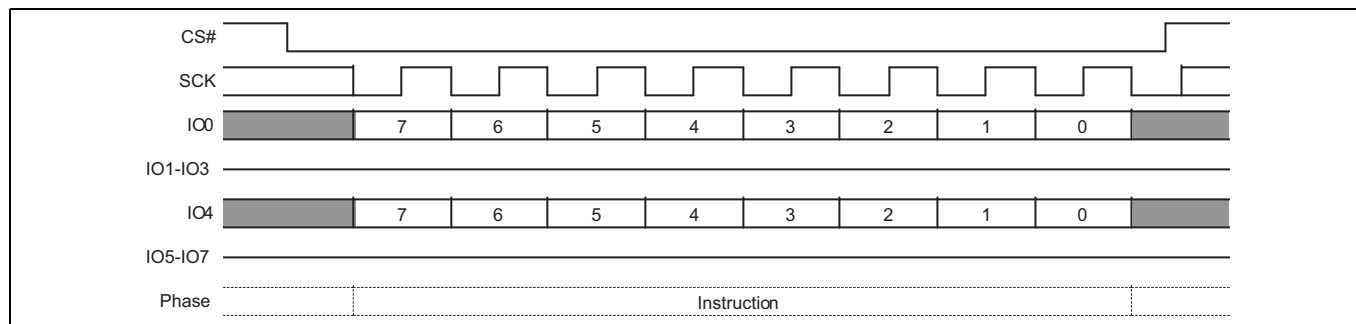 CS#
SCK
IO0 7 6 5 4 3 2 1 0
IO1-IO3
IO4 7 6 5 4 3 2 1 0
IO5-IO7
Phase Instruction